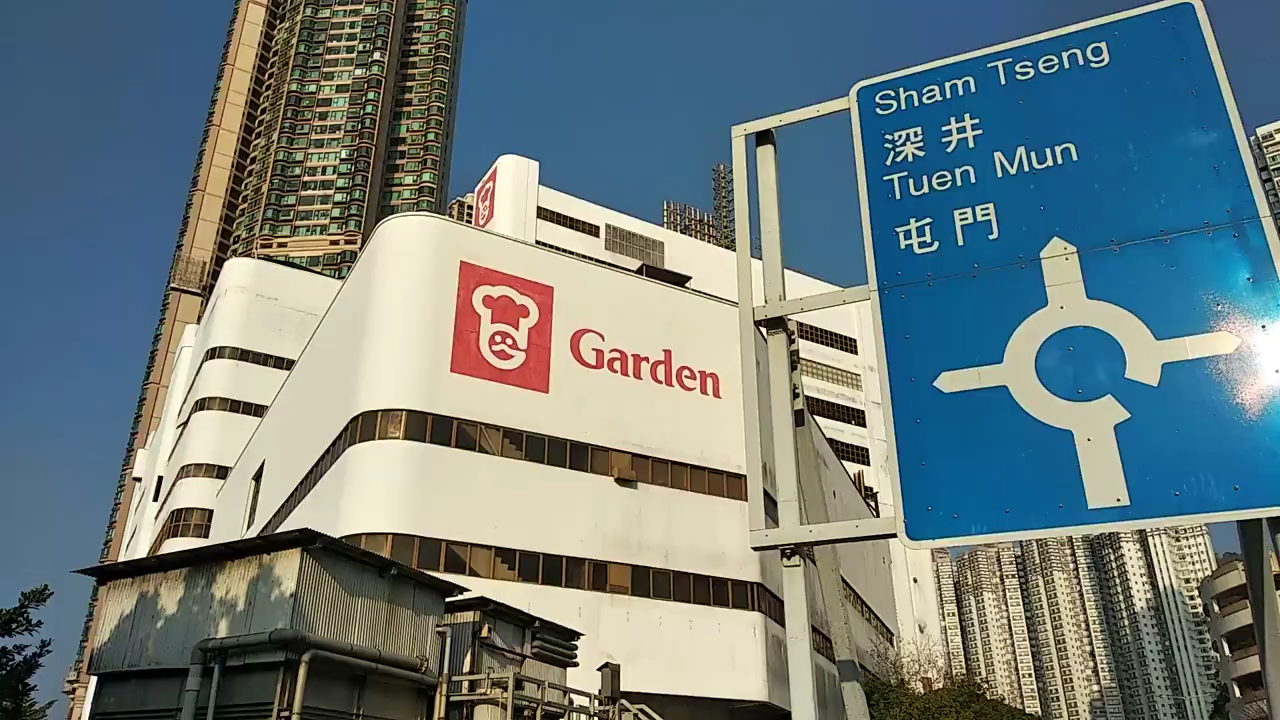 Garden
Sham Tseng
深井
Tuen Mun
屯門